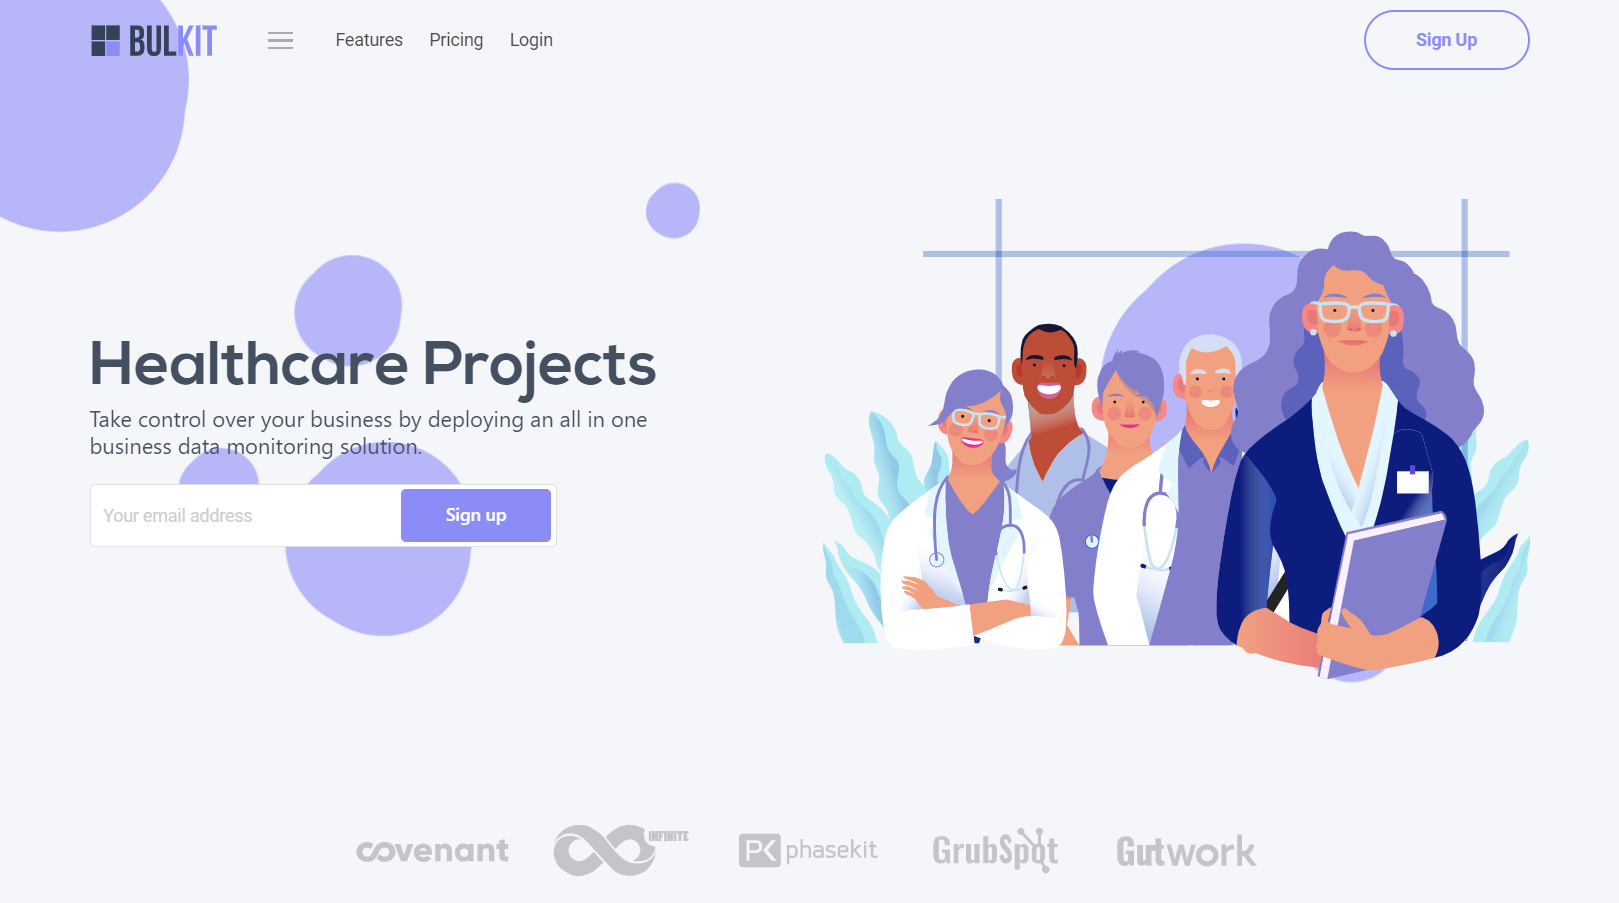 BULKIT
Features
Pricing
Login
Sign Up
Healthcare Projects
Take control over your business by deploying an all in one
business data monitoring solution.
Your email address
Sign up
covenant
INFINITE
PK phasekit
GrubSpot
Gutwork